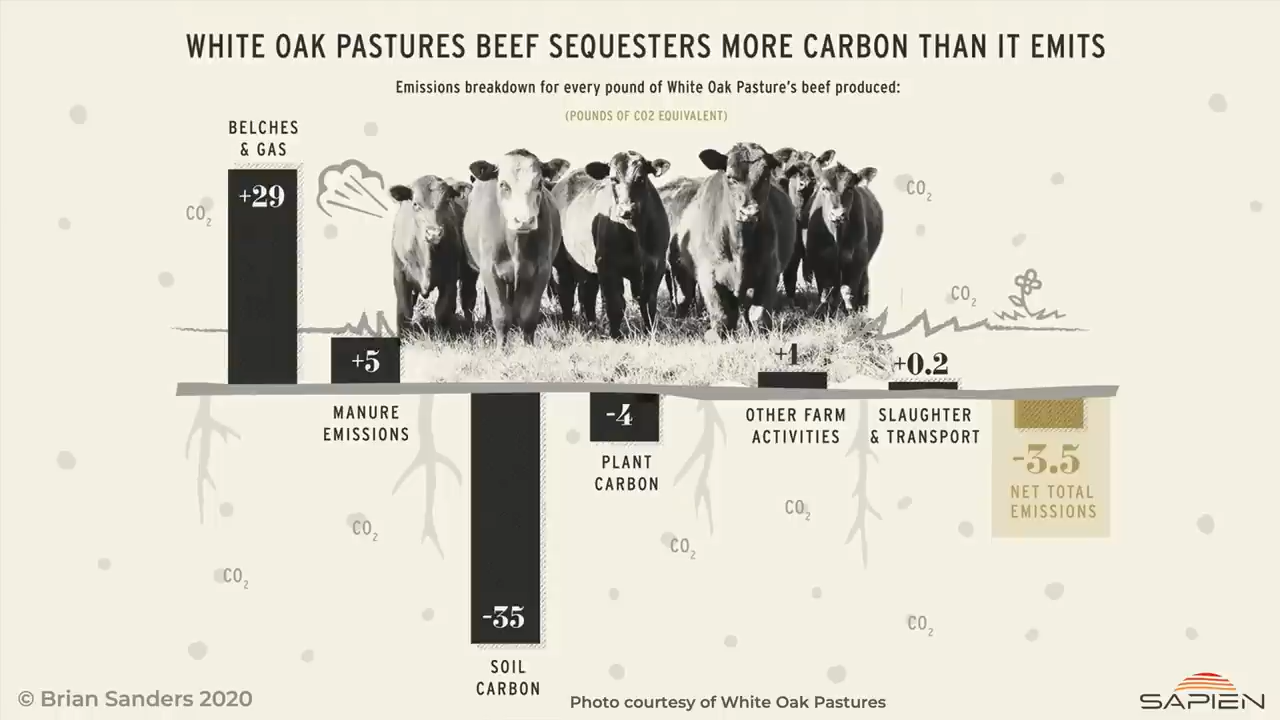 WHITE OAK PASTURES BEEF SEQUESTERS MORE CARBON THAN IT EMITS
Emissions breakdown for every pound of White Oak Pasture's beef produced:
(POUNDS OF CO2 EQUIVALENT)
BELCHES
& GAS
+29
CO2
CO2
CO2
+5
+1
+0.2
MANURE
EMISSIONS
-4
PLANT
CARBON
OTHER FARM
ACTIVITIES
SLAUGHTER
& TRANSPORT
-3.5
NET TOTAL
EMISSIONS
CO2
CO2
CO2
CO2
CO2
-35
SOIL
CARBON
© Brian Sanders 2020
Photo courtesy of White Oak Pastures
SAPIEN